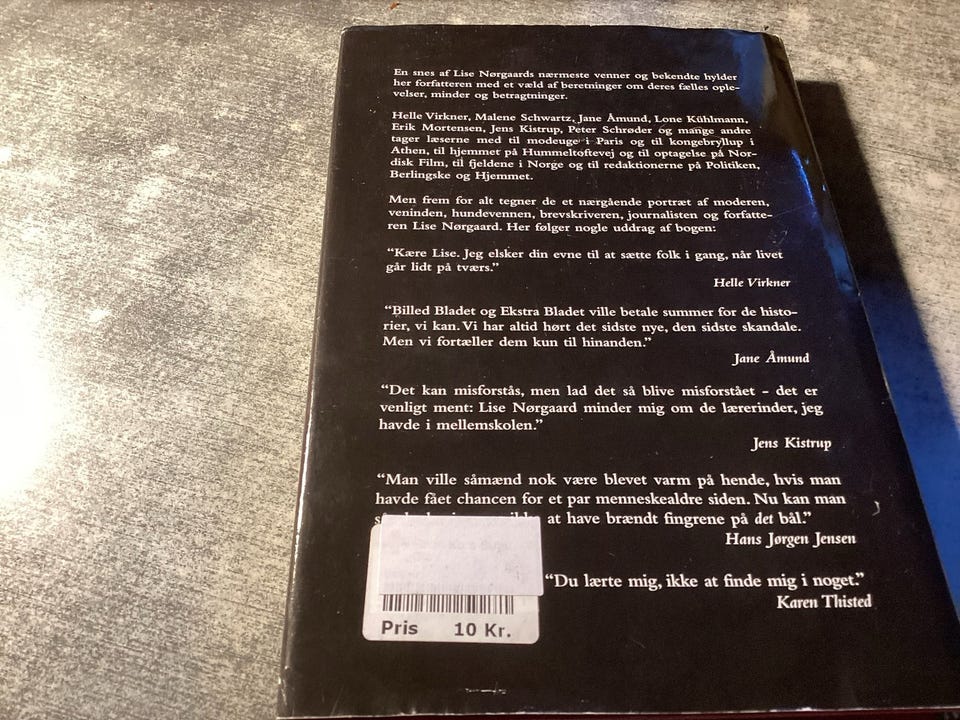 En snes af Lise Nørgaards nærmeste venner og bekendte hylder
her forfatteren med et væld af beretninger om deres fælles ople-
velser, minder og betragtninger.
Helle Virkner, Malene Schwartz, Jane Åmund, Lone Kühlmann,
Erik Mortensen, Jens Kistrup, Peter Schrøder og mange andre
tager læserne med til modeuge i Paris og til kongebryllup i
Athen, til hjemmet på Hummeltoftevej og til optagelse på Nor-
disk Film, til fjeldene i Norge og til redaktionerne på Politiken,
Berlingske og Hjemmet.
Men frem for alt tegner de et nærgående portræt af moderen,
veninden, hundevennen, brevskriveren, journalisten og forfatte-
ren Lise Nørgaard. Her følger nogle uddrag af bogen:
“Kære Lise. Jeg elsker din evne til at sætte folk i gang, når livet
går lidt på tværs.”
Helle Virkner
“Billed Bladet og Ekstra Bladet ville betale summer for de histo-
rier, vi kan. Vi har altid hørt det sidste nye, den sidste skandale.
Men vi fortæller dem kun til hinanden.”
Jane Åmund
“Det kan misforstås, men lad det så blive misforstået – det er
venligt ment: Lise Nørgaard minder mig om de lærerinder, jeg
havde i mellemskolen.”
Jens Kistrup
“Man ville såmænd nok være blevet varm på hende, hvis man
havde fået chancen for et par menneskealdre siden. Nu kan man
at have brændt fingrene på det bål.”
Hans Jørgen Jensen
“Du lærte mig, ikke at finde mig i noget.”
Karen Thisted
Pris 10 Kr.